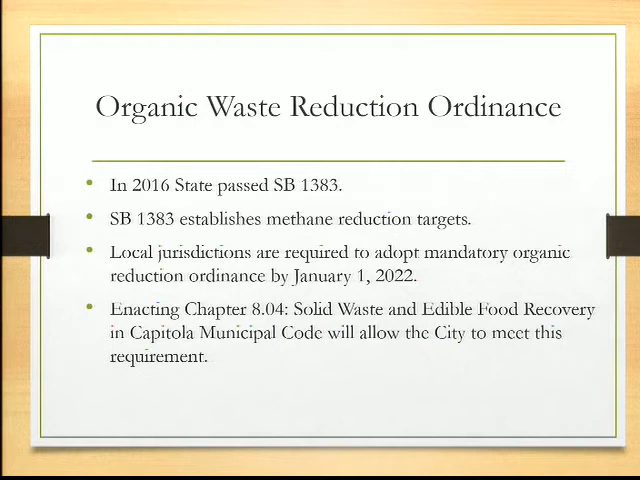 Organic Waste Reduction Ordinance
• In 2016 State passed SB 1383.
• SB 1383 establishes methane reduction targets.
• Local jurisdictions are required to adopt mandatory organic
reduction ordinance by January 1, 2022.
• Enacting Chapter 8.04: Solid Waste and Edible Food Recovery
in Capitola Municipal Code will allow the City to meet this
requirement.